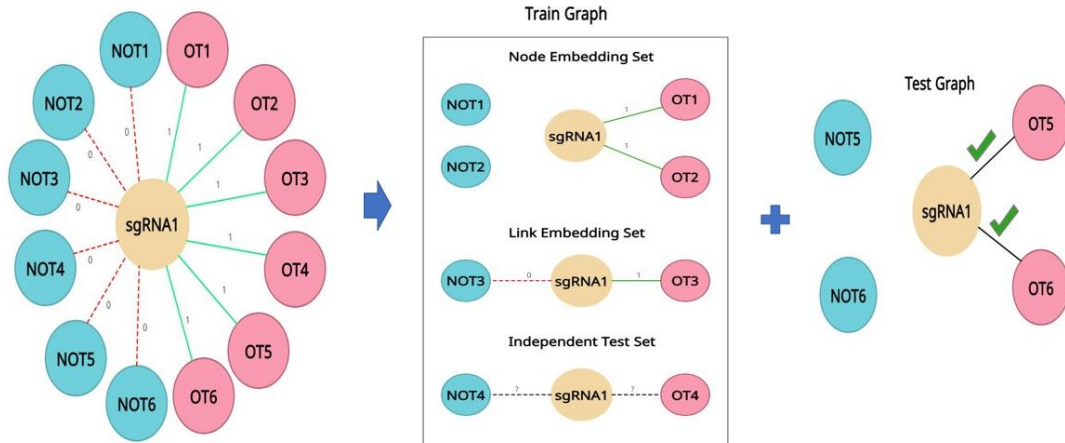 Train Graph
NOT1
OT1
NOT2
OT2
NOT3
OT3
sgRNA1
NOT4
OT4
NOT5
OT5
NOT6
OT6
0
1
0
1
0
1
0
1
0
1
0
1
Node Embedding Set
NOT1
1
OT1
sgRNA1
NOT2
1
OT2
Link Embedding Set
NOT3
0
sgRNA1
1
OT3
Independent Test Set
NOT4
?
sgRNA1
?
OT4
Test Graph
NOT5
OT5
sgRNA1
NOT6
OT6